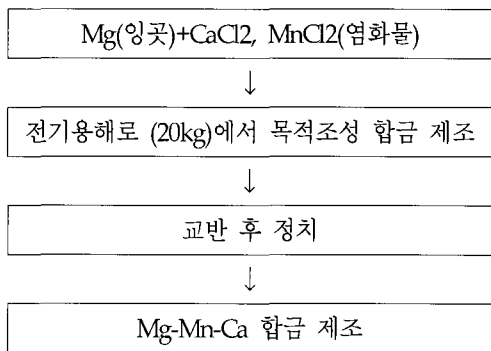 Mg(잉곳)+CaCl2, MnCl2(염화물)
↓
전기용해로 (20kg)에서 목적조성 합금 제조
↓
교반 후 정치
↓
Mg-Mn-Ca 합금 제조